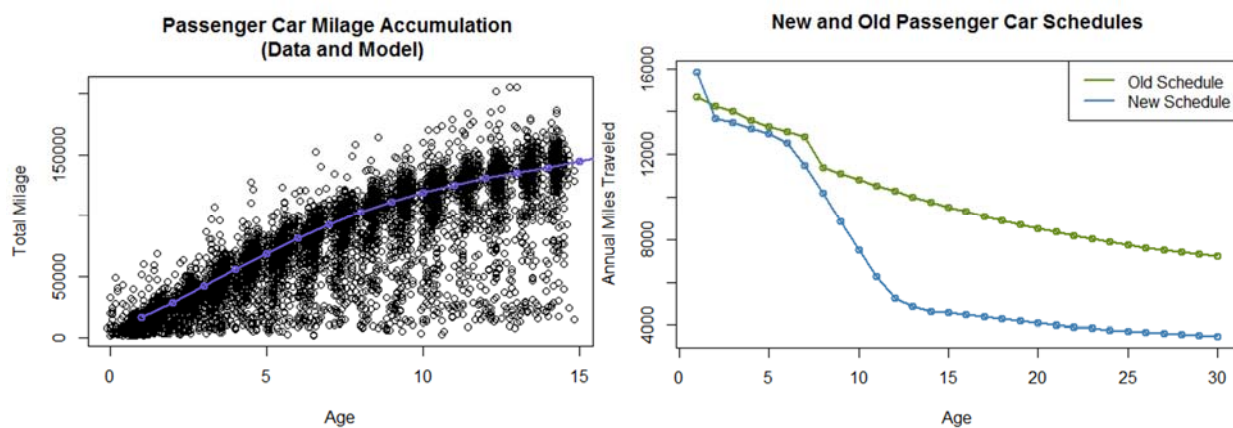 Passenger Car Milage Accumulation
(Data and Model)
Total Milage
0
50000
150000
0
5
10
15
Age
New and Old Passenger Car Schedules
Annual Miles Traveled
4000
8000
12000
16000
Old Schedule
New Schedule
0
5
10
15
20
25
30
Age